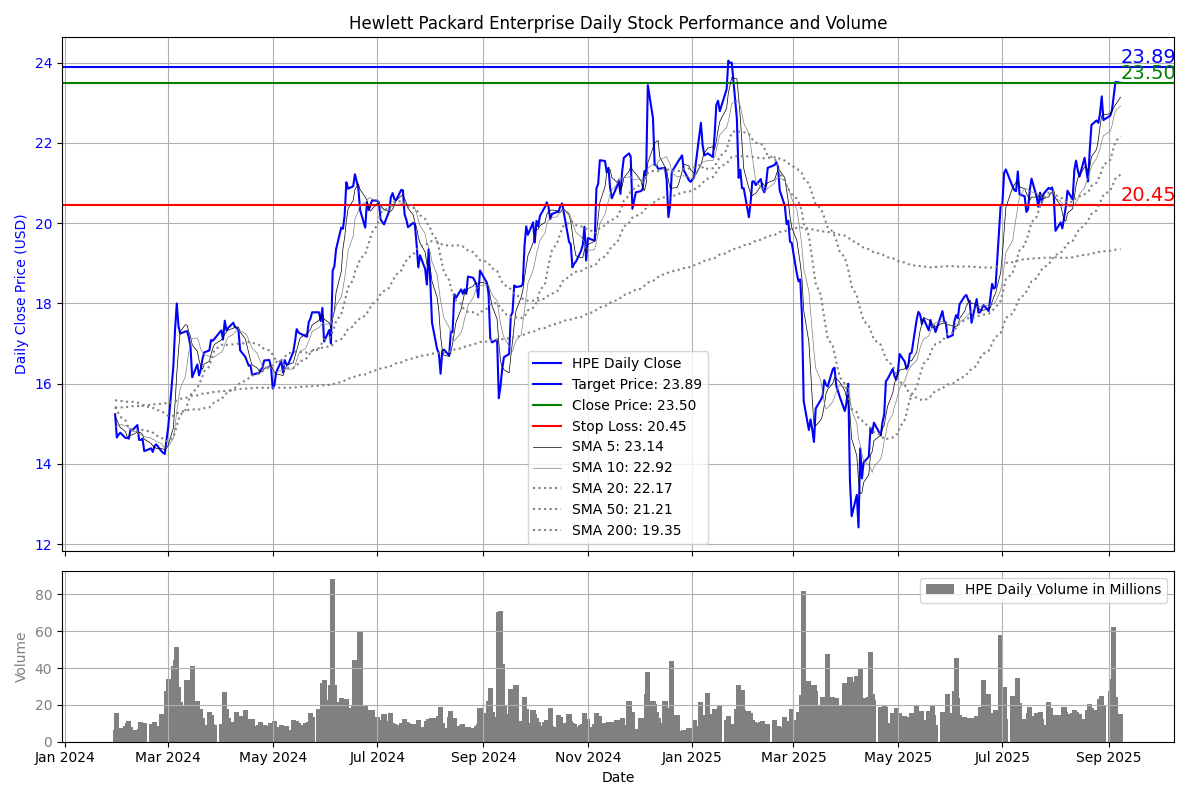 Hewlett Packard Enterprise Daily Stock Performance and Volume
Daily Close Price (USD)
24
22
20
18
16
14
12
23.89
23.50
20.45
HPE Daily Close
Target Price: 23.89
Close Price: 23.50
Stop Loss: 20.45
SMA 5: 23.14
SMA 10: 22.92
SMA 20: 22.17
SMA 50: 21.21
SMA 200: 19.35
Volume
80
60
40
20
0
HPE Daily Volume in Millions
Jan 2024 Mar 2024 May 2024 Jul 2024 Sep 2024 Nov 2024 Jan 2025 Mar 2025 May 2025 Jul 2025 Sep 2025
Date